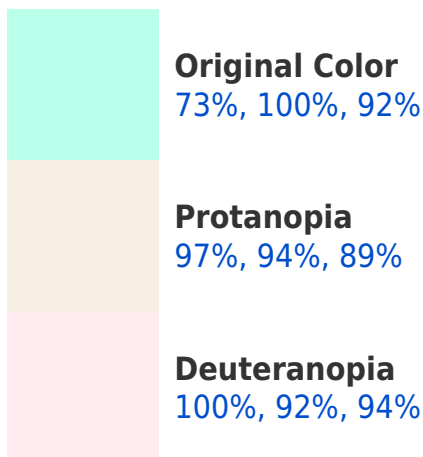 Original Color
73%, 100%, 92%
Protanopia
97%, 94%, 89%
Deuteranopia
100%, 92%, 94%